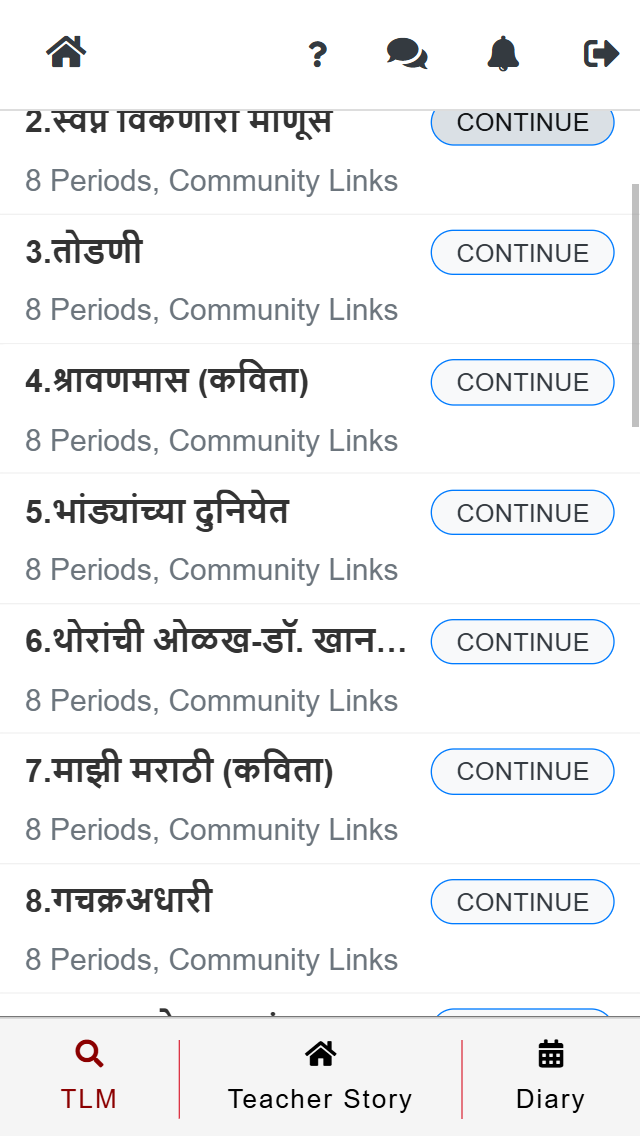 ?
2.स्वप्न विकणारा माणूस
CONTINUE
8 Periods, Community Links
3.तोडणी
CONTINUE
8 Periods, Community Links
4.श्रावणमास (कविता)
CONTINUE
8 Periods, Community Links
5.भांड्यांच्या दुनियेत
CONTINUE
8 Periods, Community Links
6.थोरांची ओळख-डॉ. खान...
CONTINUE
8 Periods, Community Links
7.माझी मराठी (कविता)
CONTINUE
8 Periods, Community Links
8.गचक्रअधारी
CONTINUE
8 Periods, Community Links
TLM
Teacher Story
Diary